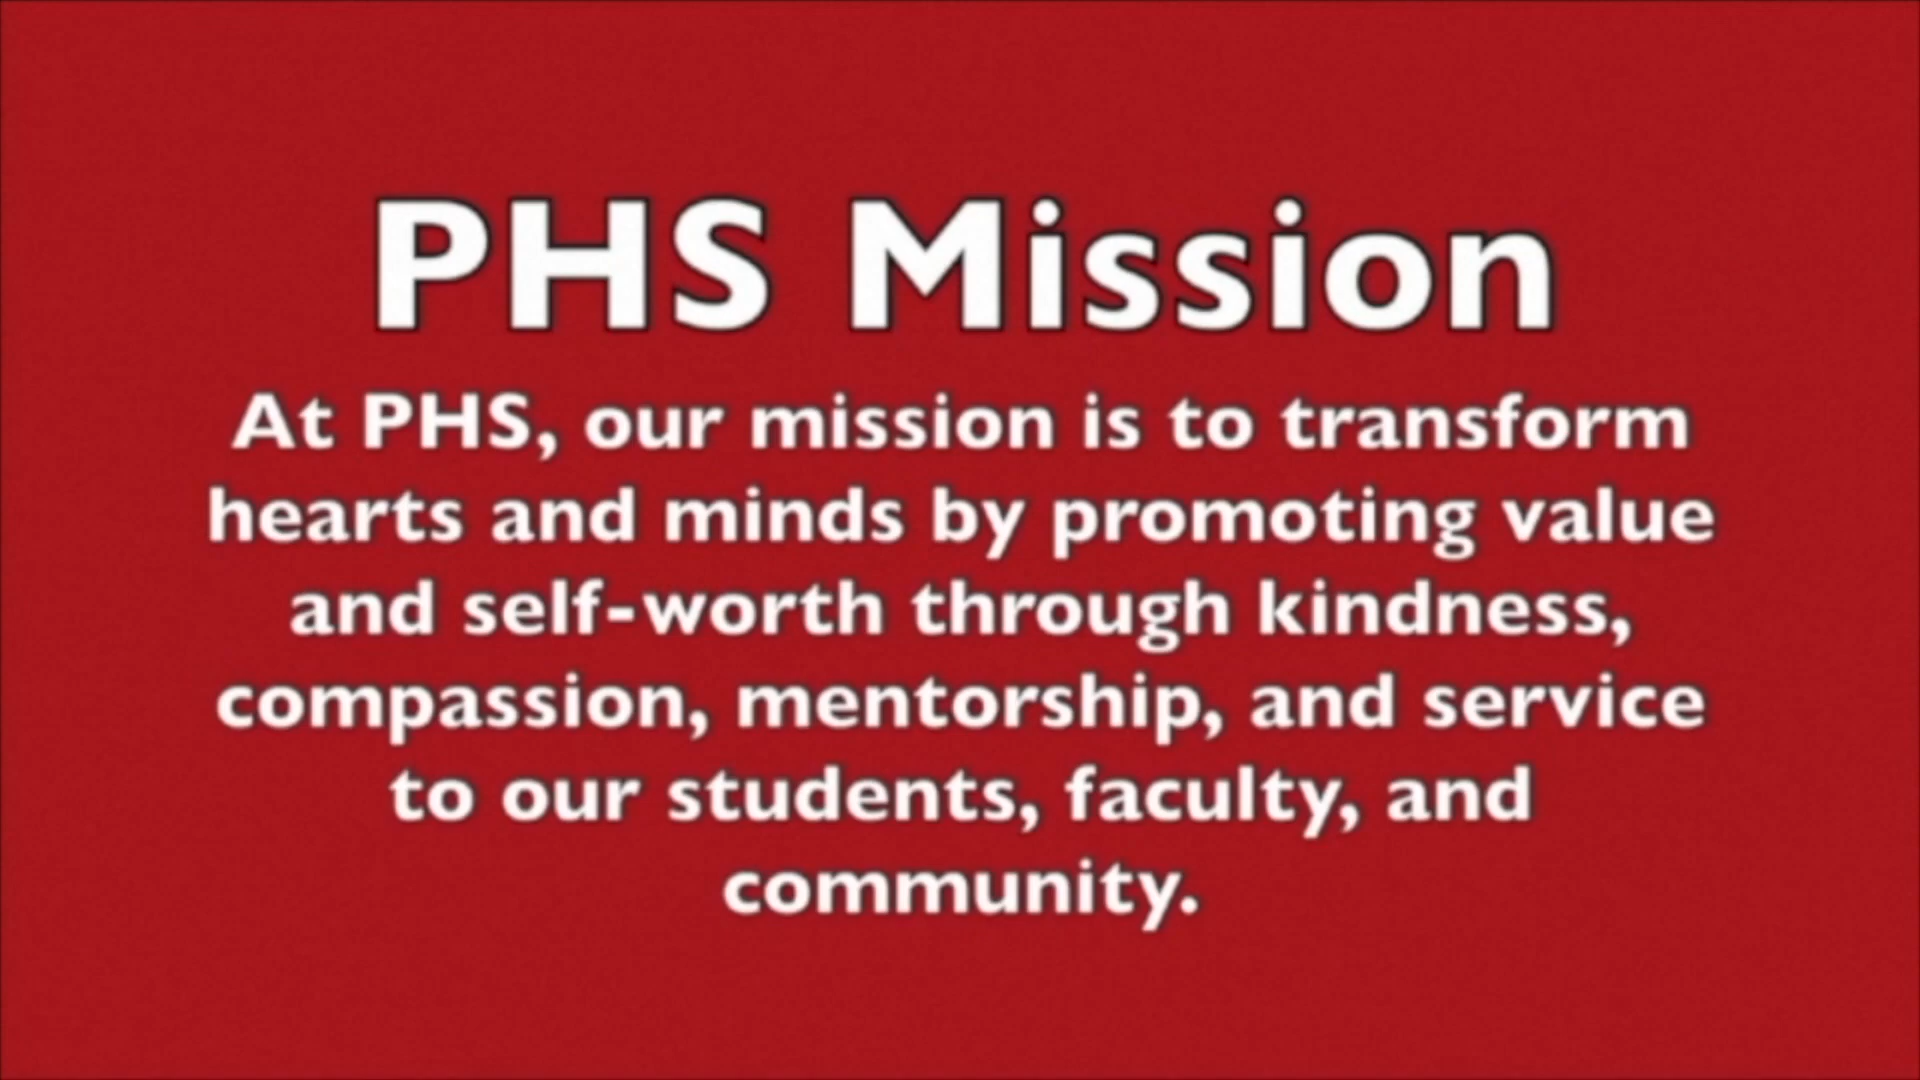 PHS Mission
At PHS, our mission is to transform
hearts and minds by promoting value
and self-worth through kindness,
compassion, mentorship, and service
to our students, faculty, and
community.